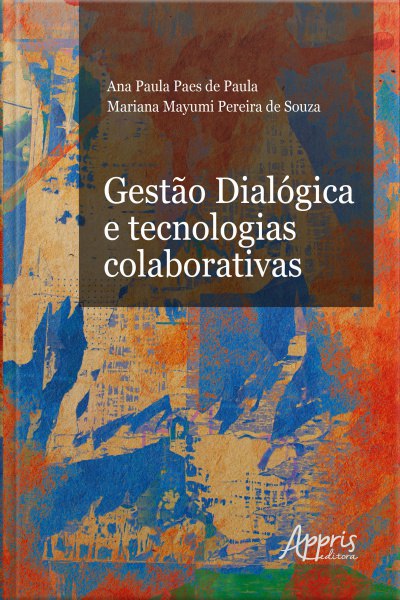 Ana Paula Paes de Paula
Mariana Mayumi Pereira de Souza
Gestão Dialógica
e tecnologias
colaborativas
Appris
editora